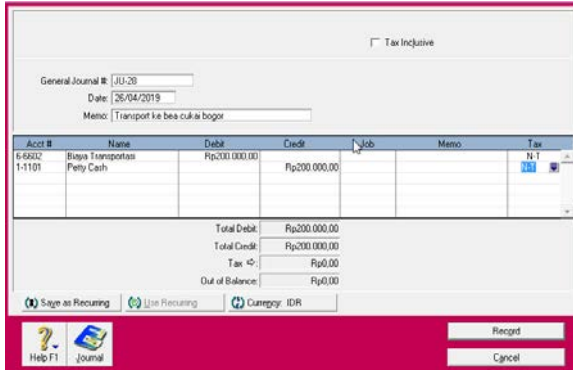 Tax Inclusive
General Journal #: JU-28
Date: 26/04/2019
Memo: Transport ke bea cukai bogor
Acct # Name Debit Credit Job Memo Tax
6-6602 Biaya Transportasi Rp200.000,00 N-T
1-1101 Petty Cash Rp200.000,00 N-T
Total Debit: Rp200.000,00
Total Credit: Rp200.000,00
Tax Rp0,00
Out of Balance: Rp0,00
Save as Recurring Use Recurring Currency: IDR
Record
Help F1 Journal
Cancel